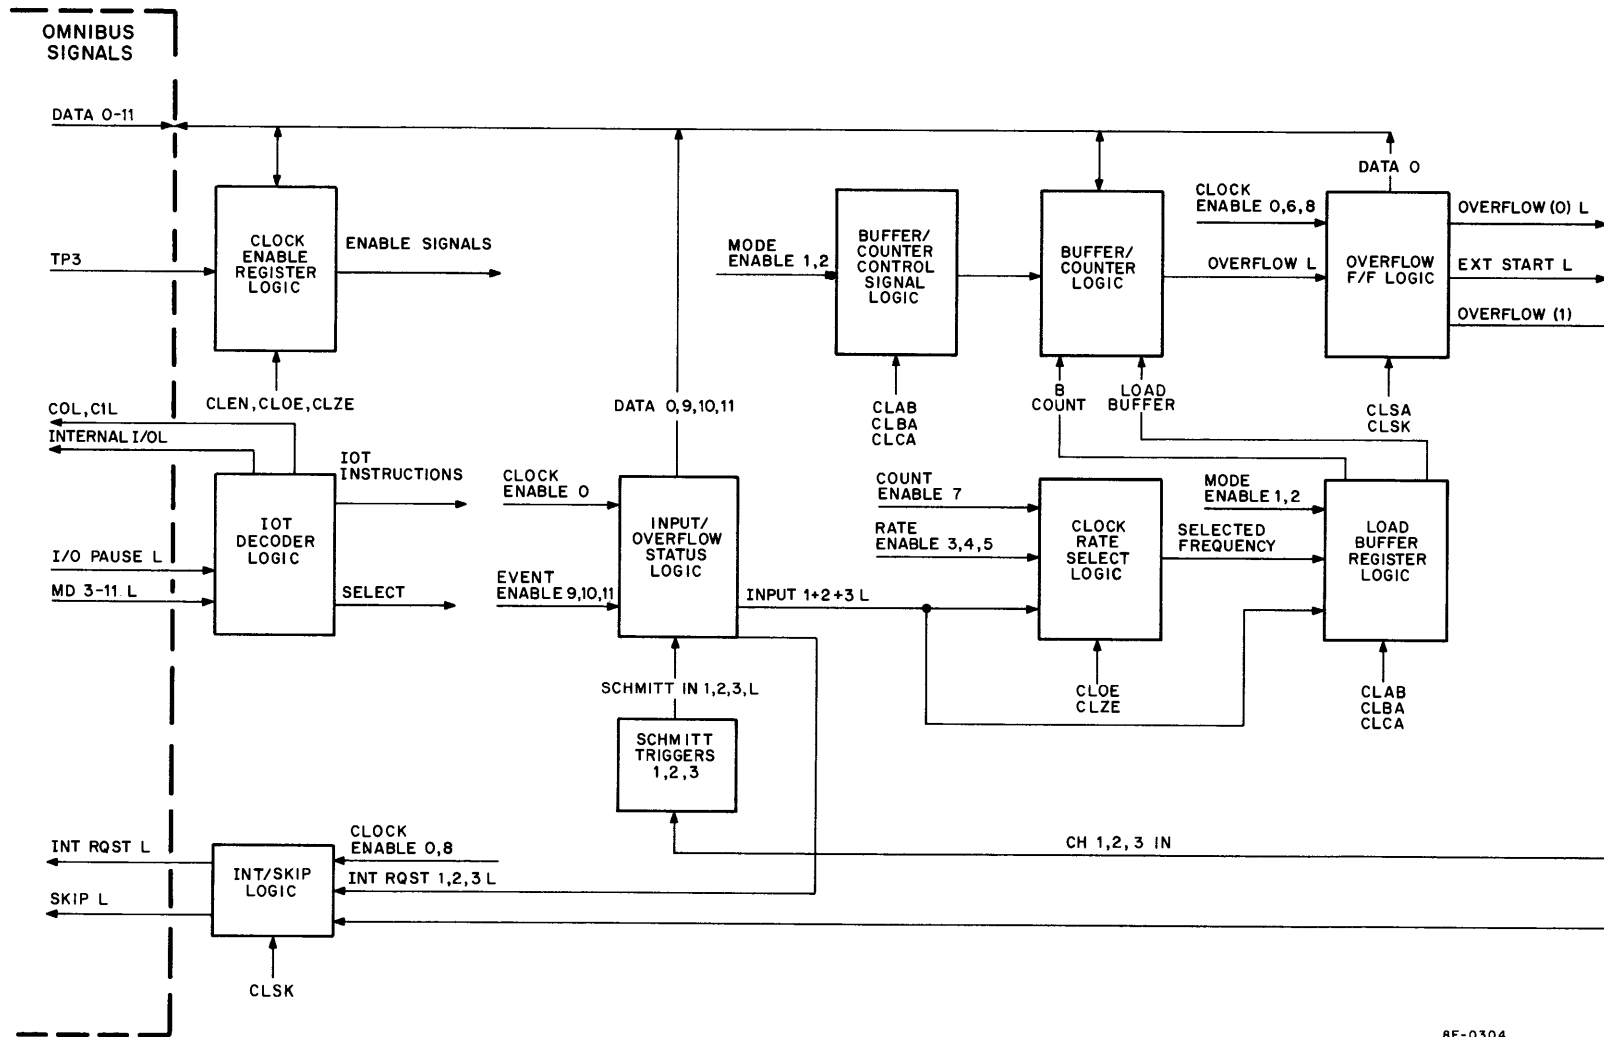 OMNIBUS
SIGNALS
DATA 0-11
DATA 0
CLOCK
ENABLE 0,6,8
OVERFLOW (0) L
CLOCK
ENABLE
REGISTER
LOGIC
ENABLE SIGNALS
TP3
MODE
ENABLE 1,2
BUFFER/
COUNTER
CONTROL
SIGNAL
LOGIC
BUFFER/
COUNTER
LOGIC
OVERFLOW L
OVERFLOW
F/F LOGIC
EXT START L
OVERFLOW (1)
CLEN, CLOE, CLZE
DATA 0,9,10,11
CLAB
CLBA
CLCA
B
COUNT
LOAD
BUFFER
CLSA
CLSK
COL, C1L
INTERNAL I/OL
IOT
INSTRUCTIONS
IOT
DECODER
LOGIC
I/O PAUSE L
MD 3-11 L
SELECT
CLOCK
ENABLE 0
INPUT/
OVERFLOW
STATUS
LOGIC
EVENT
ENABLE 9,10,11
INPUT 1+2+3 L
COUNT
ENABLE 7
RATE
ENABLE 3,4,5
CLOCK
RATE
SELECT
LOGIC
SELECTED
FREQUENCY
MODE
ENABLE 1,2
LOAD
BUFFER
REGISTER
LOGIC
SCHMITT IN 1,2,3,L
CLOE
CLZE
CLAB
CLBA
CLCA
SCHMITT
TRIGGERS
1,2,3
INT RQST L
SKIP L
INT/SKIP
LOGIC
CLOCK
ENABLE 0,8
INT RQST 1,2,3 L
CH 1,2,3 IN
CLSK
8E-0304